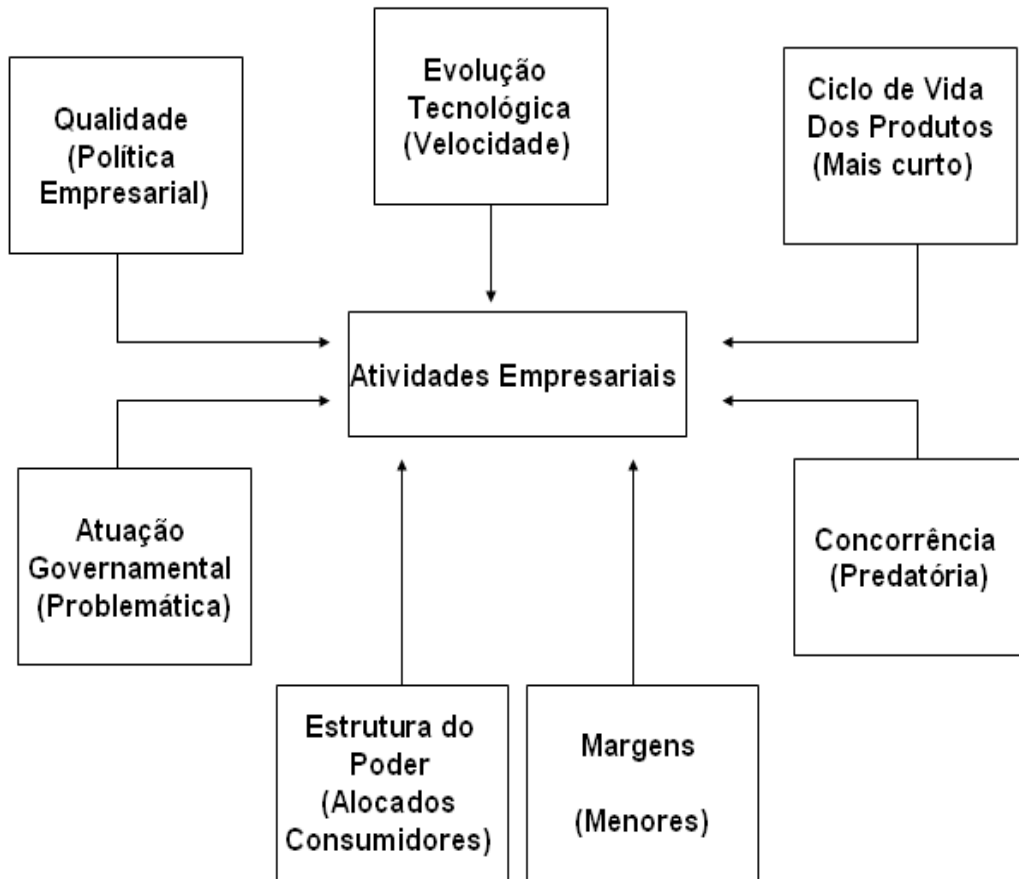 Qualidade
(Política
Empresarial)
Evolução
Tecnológica
(Velocidade)
Ciclo de Vida
Dos Produtos
(Mais curto)
Atividades Empresariais
Atuação
Governamental
(Problemática)
Concorrência
(Predatória)
Estrutura do
Poder
(Alocados
Consumidores)
Margens
(Menores)